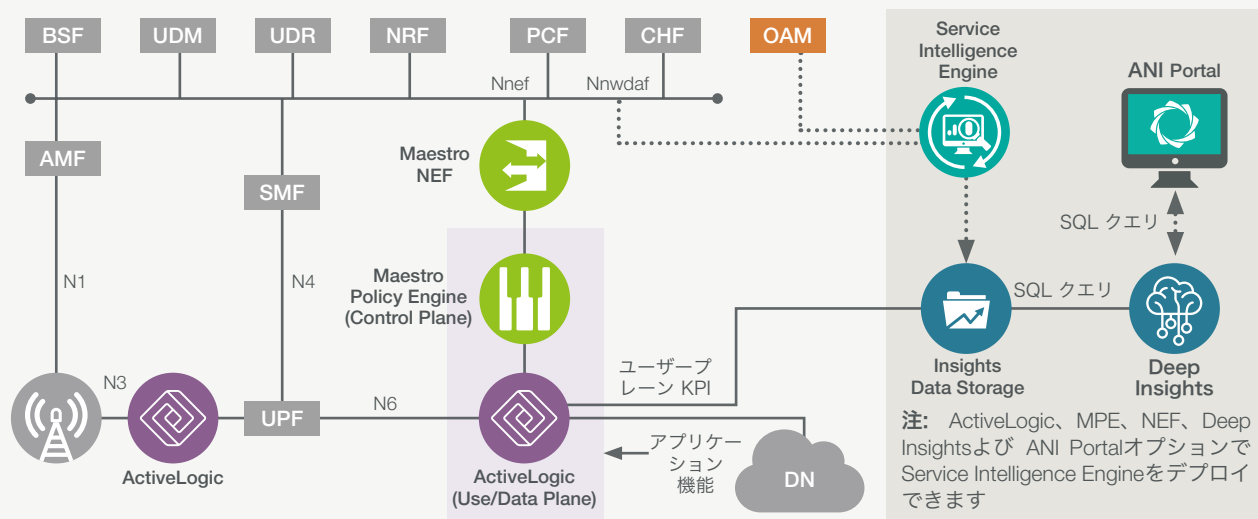 BSF
UDM
UDR
NRF
PCF
CHF
OAM
Service
Intelligence
Engine
ANI Portal
Nnef
Nnwdaf
AMF
Maestro
NEF
SMF
SQL クエリ
N1
N4
Maestro
Policy Engine
(Control Plane)
SQL クエリ
ユーザープ
レーン KPI
Insights
Data Storage
Deep
Insights
N3
UPF
N6
ActiveLogic
ActiveLogic
(Use/Data Plane)
アプリケー
ション
機能
DN
注: ActiveLogic、MPE、NEF、Deep
Insightsよび ANI Portalオプションで
Service Intelligence Engineをデプロイ
できます